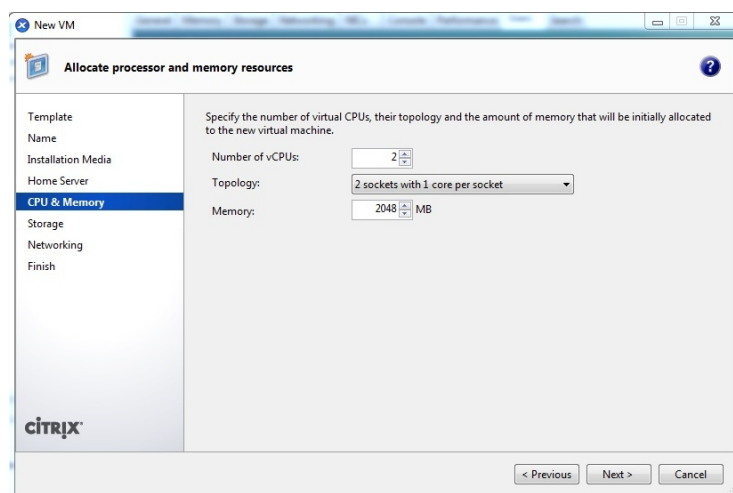 New VM
Allocate processor and memory resources
?
Template
Name
Installation Media
Home Server
CPU & Memory
Storage
Networking
Finish
Specify the number of virtual CPUs, their topology and the amount of memory that will be initially allocated
to the new virtual machine.
Number of vCPUs: 2
Topology: 2 sockets with 1 core per socket
Memory: 2048 MB
CİTRIX
< Previous Next > Cancel